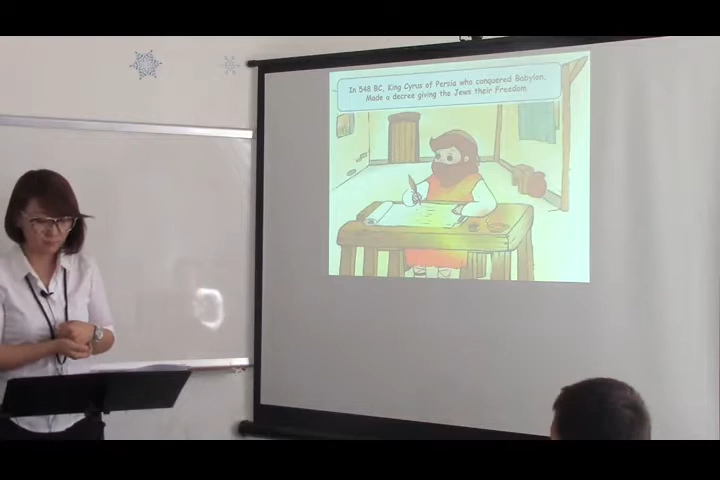 In 548 BC, King Cyrus of Persia who conquered Babylon.
Made a decree giving the Jews their Freedom